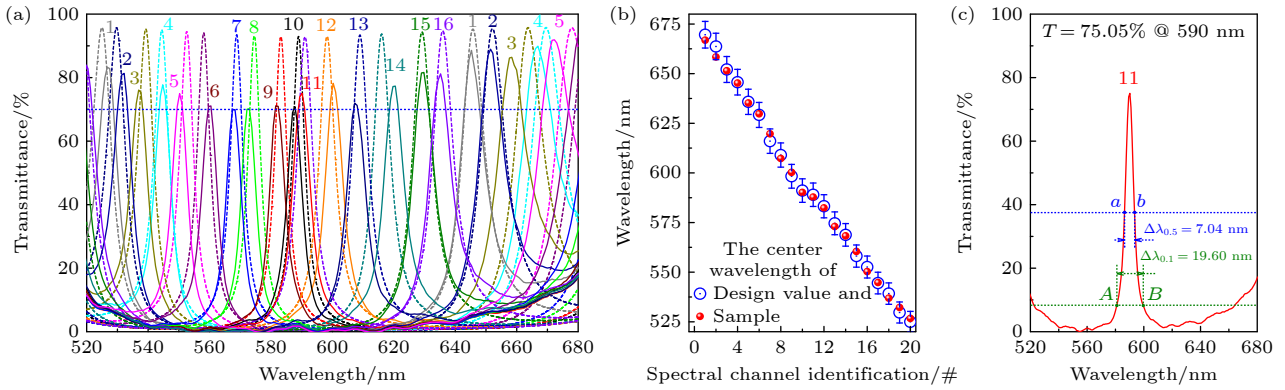 (a)
100
80
60
40
20
0
Transmittance/%
1 2 3 4 5 6 7 8 9 10 11 12 13 14 15 16 1 2 3 4 5
520 540 560 580 600 620 640 660 680
Wavelength/nm
(b)
675
650
625
600
575
550
525
Wavelength/nm
The center
wavelength of
Design value and
Sample
0 4 8 12 16 20
Spectral channel identification/#
(c)
T = 75.05% @ 590 nm
100
80
60
40
20
0
Transmittance/%
11
a b
Δλ0.5 = 7.04 nm
Δλ0.1 = 19.60 nm
A B
520 560 600 640 680
Wavelength/nm